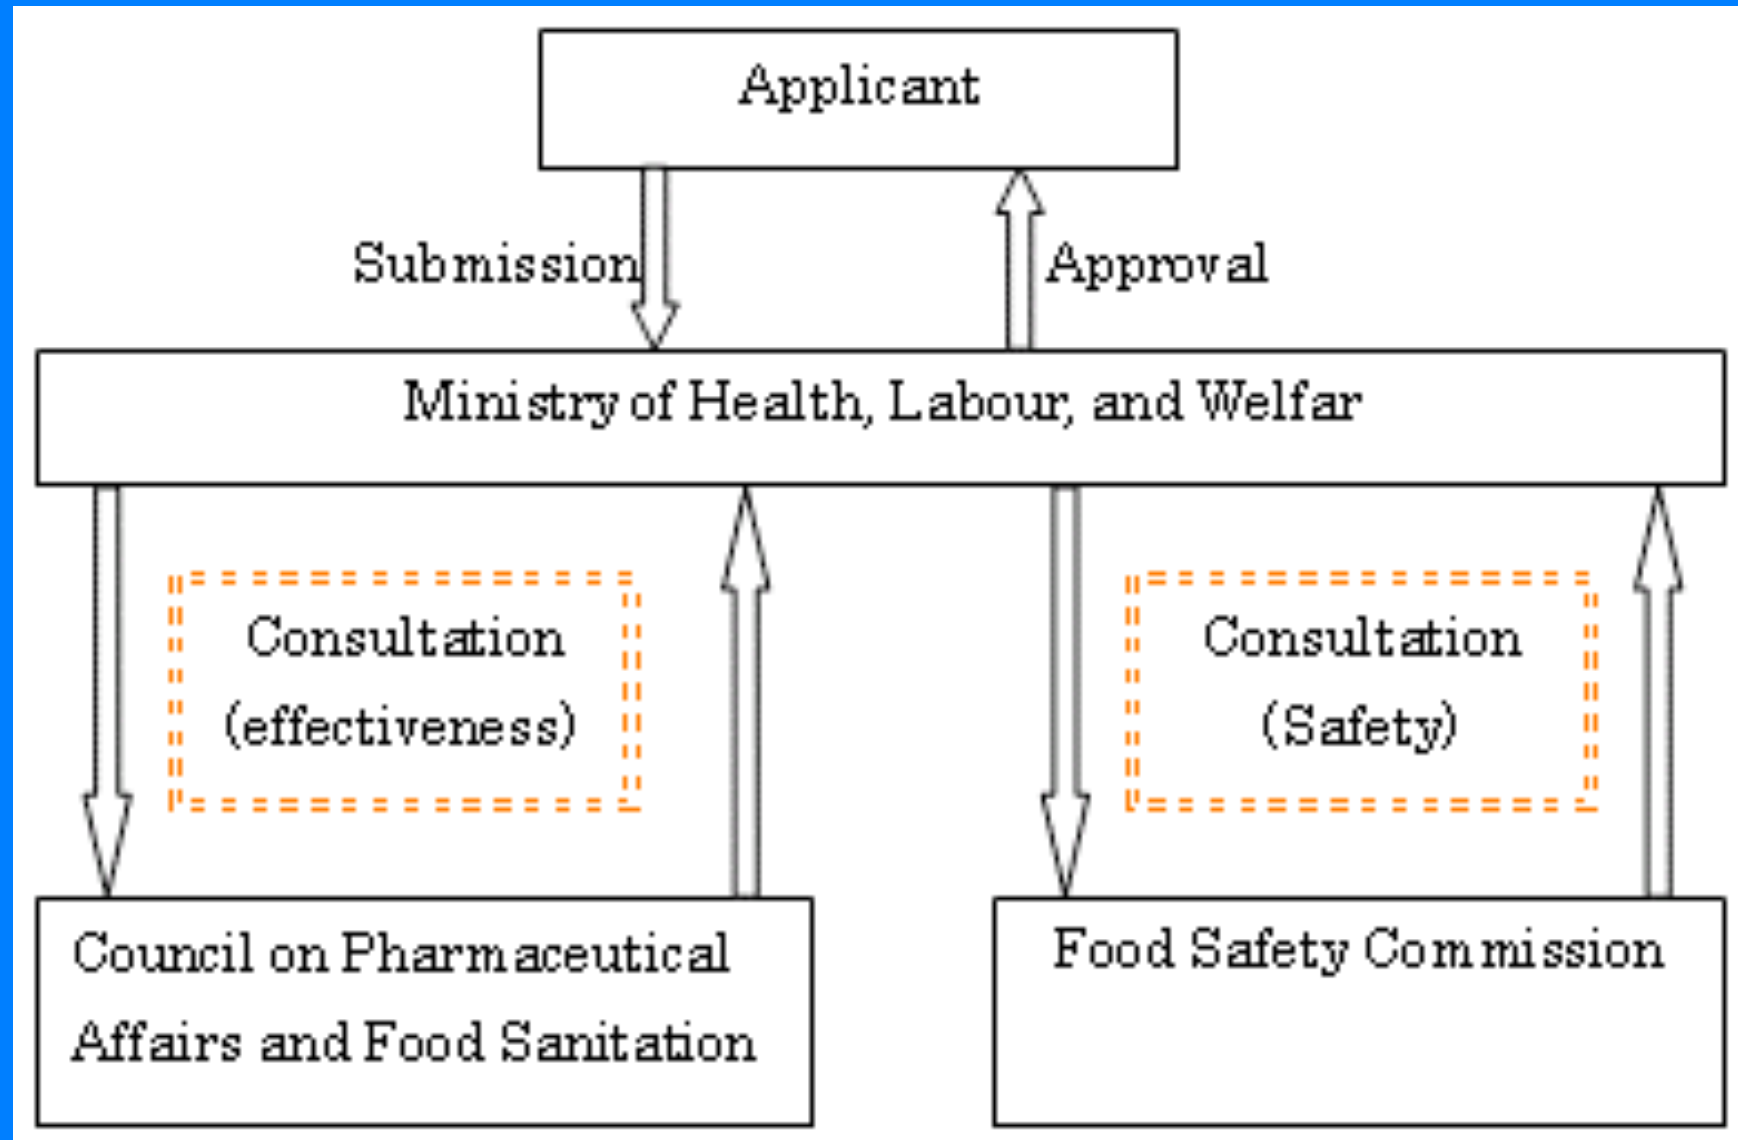 Applicant
Submission
Approval
Ministry of Health, Labour, and Welfar
Consultation
(effectiveness)
Consultation
(Safety)
Council on Pharmaceutical
Affairs and Food Sanitation
Food Safety Commission